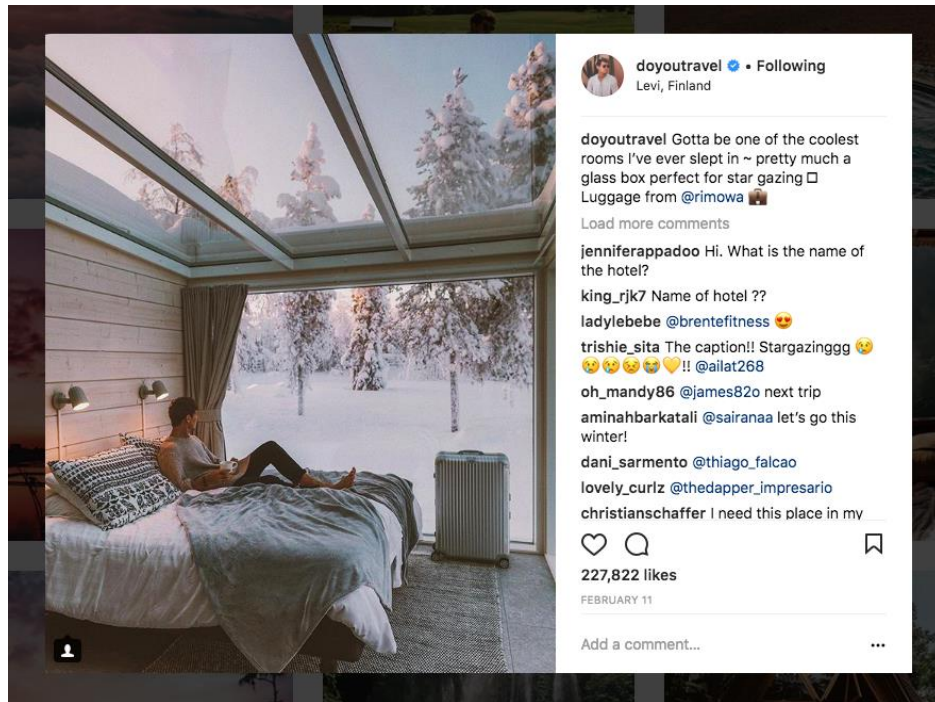 doyoutravel • Following
Levi, Finland
doyoutravel Gotta be one of the coolest
rooms I've ever slept in ~ pretty much a
glass box perfect for star gazing □
Luggage from @rimowa 💼
Load more comments
jenniferappadoo Hi. What is the name of
the hotel?
king_rjk7 Name of hotel ??
ladylebebe @brentefitness 😍
trishie_sita The caption!! Stargazinggg 😢
😢😢😟😭💛!! @ailat268
oh_mandy86 @james82o next trip
aminahbarkatali @sairanaa let's go this
winter!
dani_sarmento @thiago_falcao
lovely_curlz @thedapper_impresario
christianschaffer I need this place in my
227,822 likes
FEBRUARY 11
Add a comment...